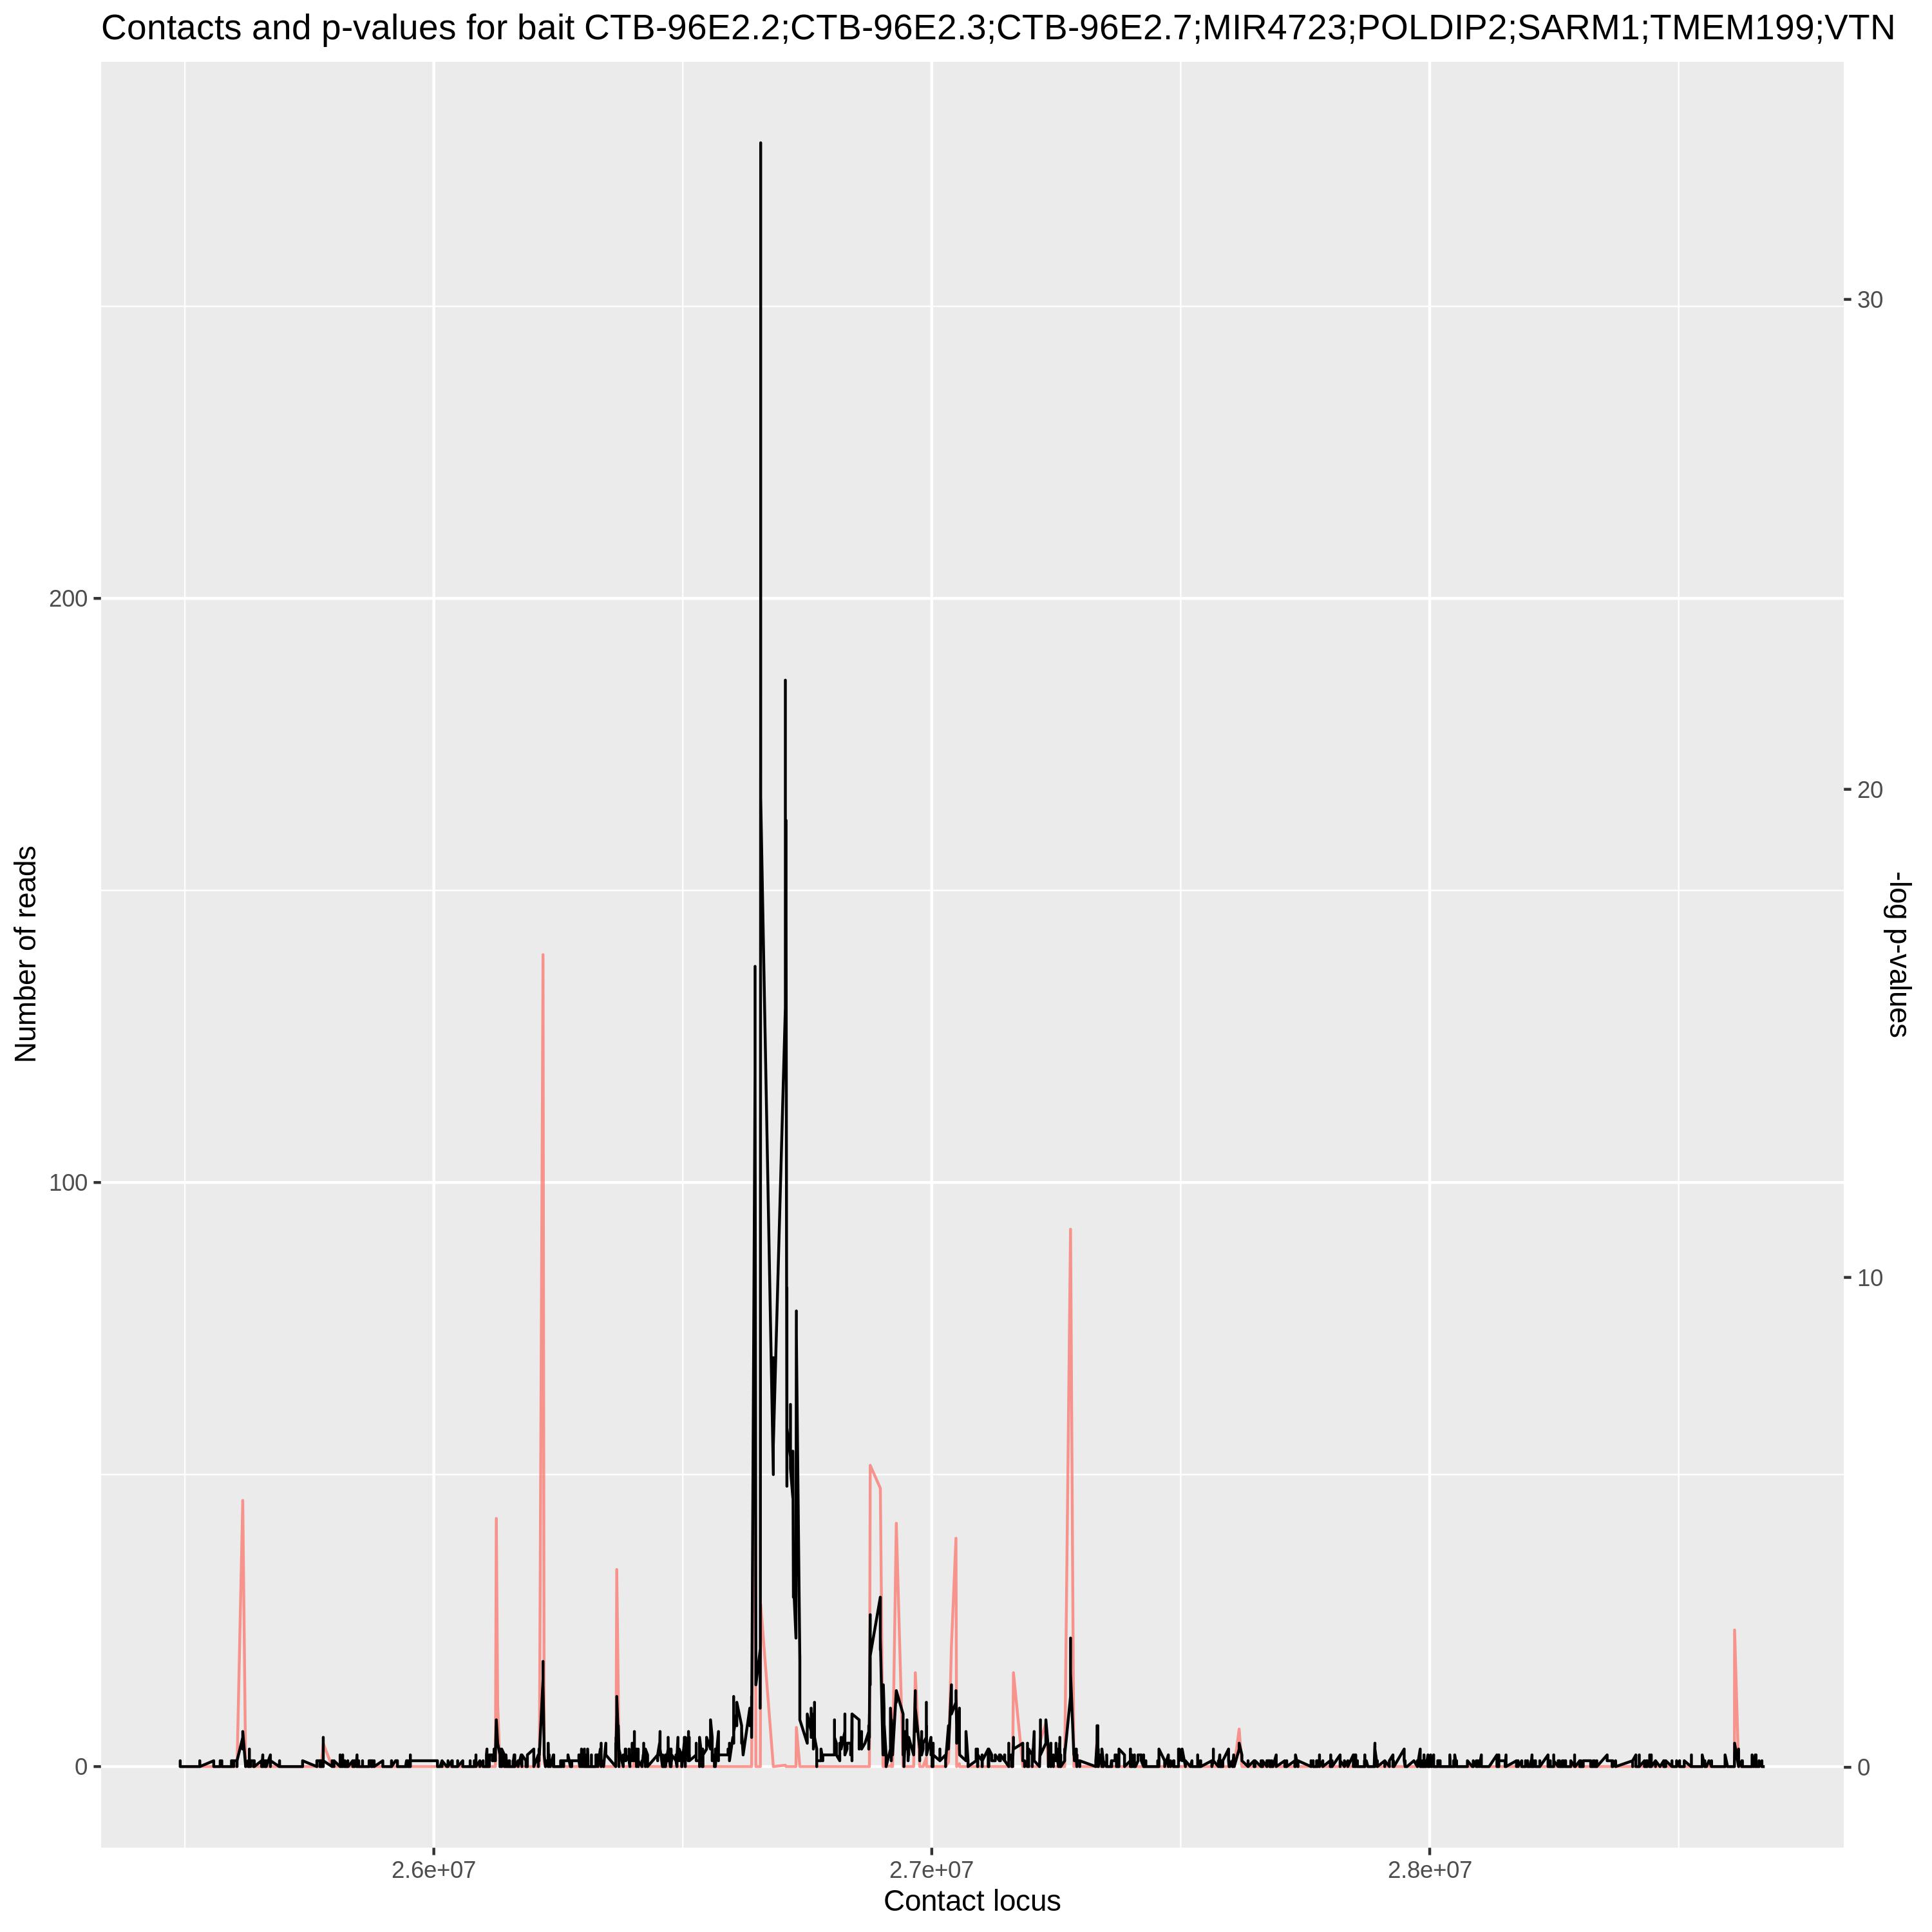 Contacts and p-values for bait CTB-96E2.2;CTB-96E2.3;CTB-96E2.7;MIR4723;POLDIP2;SARM1;TMEM199;VTN
Number of reads
200
100
0
30
20
10
0
-log p-values
2.6e+07
2.7e+07
2.8e+07
Contact locus